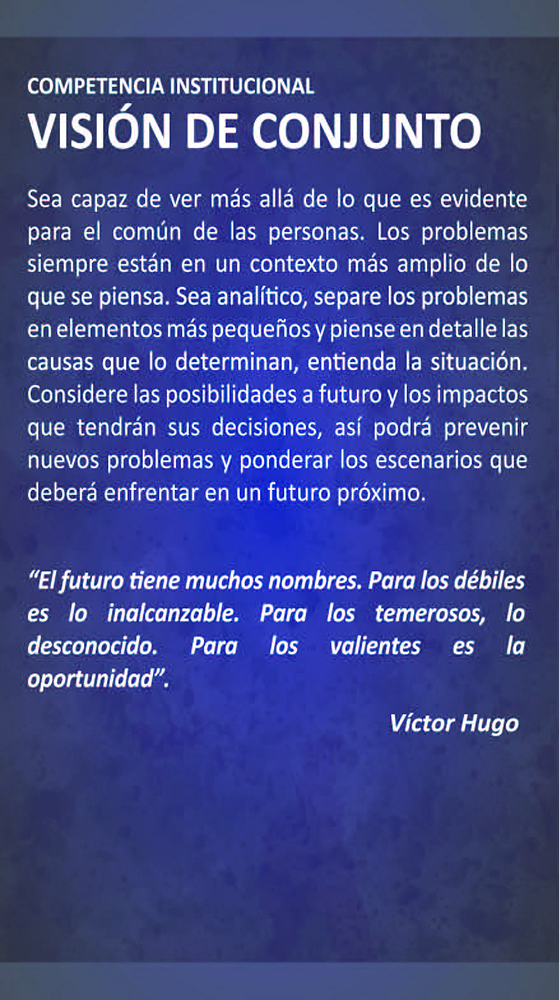 COMPETENCIA INSTITUCIONAL
VISIÓN DE CONJUNTO
Sea capaz de ver más allá de lo que es evidente
para el común de las personas. Los problemas
siempre están en un contexto más amplio de lo
que se piensa. Sea analítico, separe los problemas
en elementos más pequeños y piense en detalle las
causas que lo determinan, entienda la situación.
Considere las posibilidades a futuro y los impactos
que tendrán sus decisiones, así podrá prevenir
nuevos problemas y ponderar los escenarios que
deberá enfrentar en un futuro próximo.
“El futuro tiene muchos nombres. Para los débiles
es lo inalcanzable. Para los temerosos, lo
desconocido. Para los valientes es la
oportunidad”.
Víctor Hugo